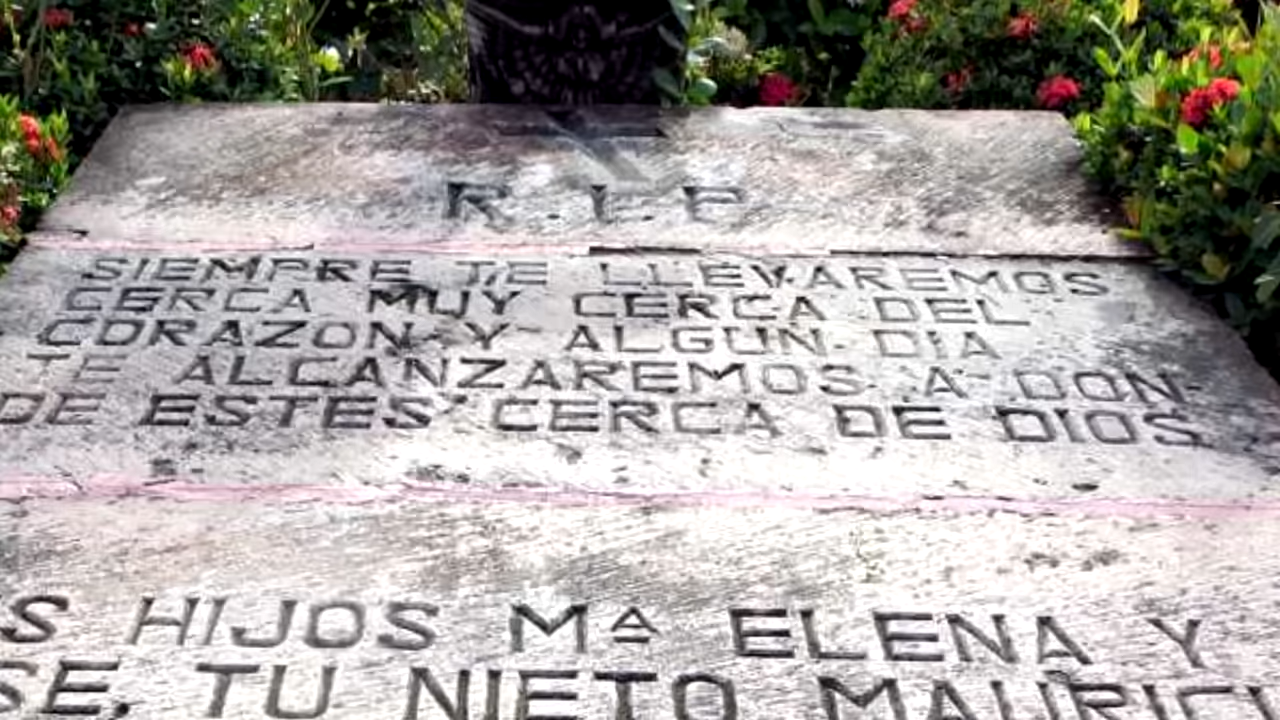 R.I.P
SIEMPRE TE LLEVAREMOS
CERCA MUY CERCA DEL
CORAZON Y ALGUN DIA
TE ALCANZAREMOS A DON-
DE ESTES CERCA DE DIOS
HIJOS Mª ELENA Y
TU NIETO